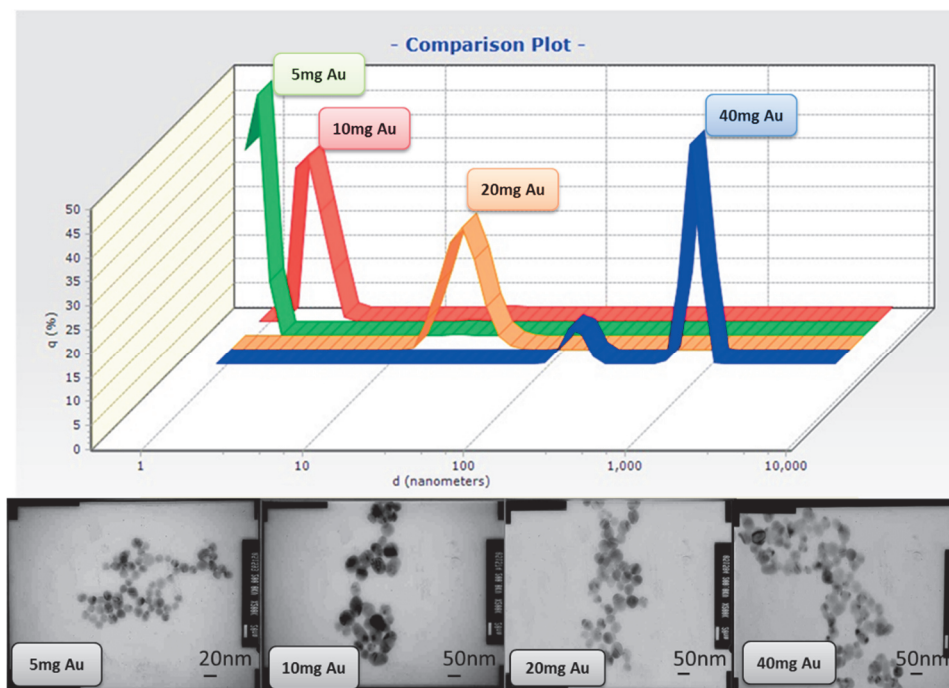 - Comparison Plot -
5mg Au
10mg Au
20mg Au
40mg Au
50
45
40
35
30
25
20
15
10
5
0
q (%)
1
10
100
1,000
10,000
d (nanometers)
5mg Au
20nm
10mg Au
50nm
20mg Au
50nm
40mg Au
50nm